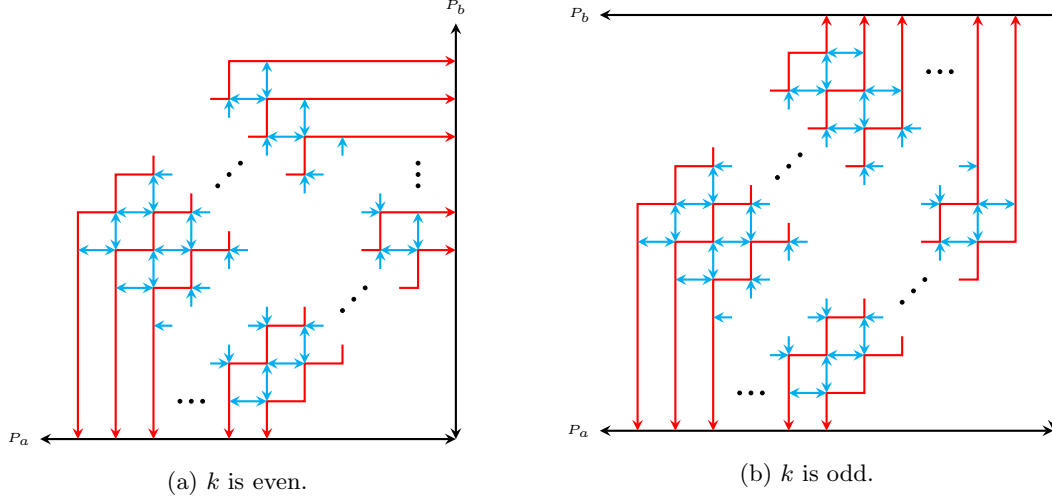 P_b
P_b
P_a
P_a
(a) k is even.
(b) k is odd.